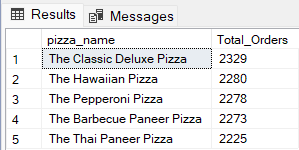 Results Messages
pizza_name Total_Orders
1 The Classic Deluxe Pizza 2329
2 The Hawaiian Pizza 2280
3 The Pepperoni Pizza 2278
4 The Barbecue Paneer Pizza 2273
5 The Thai Paneer Pizza 2225